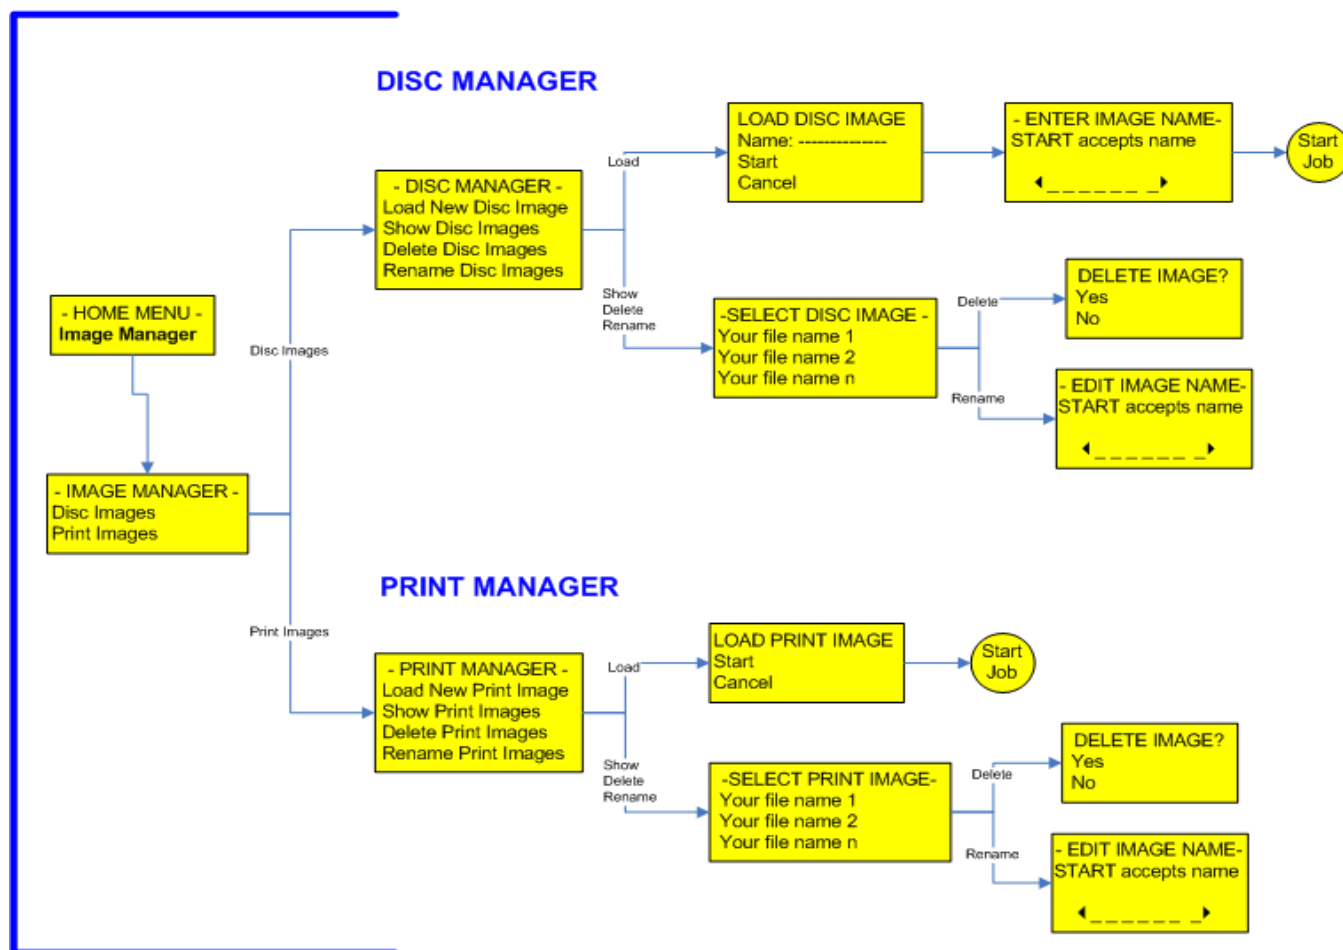 DISC MANAGER
LOAD DISC IMAGE
Name: --------------
Start
Cancel
- ENTER IMAGE NAME-
START accepts name
_ _ _ _ _ _ _
Start
Job
Load
- DISC MANAGER -
Load New Disc Image
Show Disc Images
Delete Disc Images
Rename Disc Images
Show
Delete
Rename
-SELECT DISC IMAGE -
Your file name 1
Your file name 2
Your file name n
Delete
DELETE IMAGE?
Yes
No
Rename
- EDIT IMAGE NAME-
START accepts name
_ _ _ _ _ _ _
- HOME MENU -
Image Manager
Disc Images
- IMAGE MANAGER -
Disc Images
Print Images
Print Images
PRINT MANAGER
- PRINT MANAGER -
Load New Print Image
Show Print Images
Delete Print Images
Rename Print Images
Load
LOAD PRINT IMAGE
Start
Cancel
Start
Job
Show
Delete
Rename
-SELECT PRINT IMAGE-
Your file name 1
Your file name 2
Your file name n
Delete
DELETE IMAGE?
Yes
No
Rename
- EDIT IMAGE NAME-
START accepts name
_ _ _ _ _ _ _